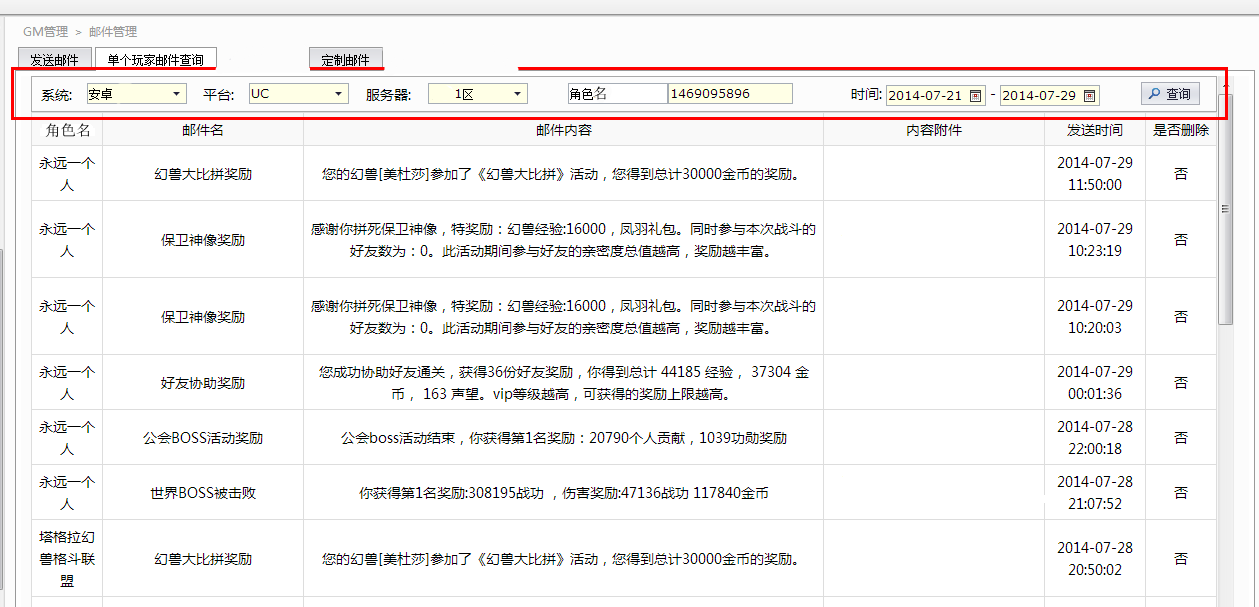 GM管理 > 邮件管理
发送邮件 单个玩家邮件查询 定制邮件
系统: 安卓 平台: UC 服务器: 1区 角色名 1469095896 时间: 2014-07-21 - 2014-07-29 查询
角色名 邮件名 邮件内容 内容附件 发送时间 是否删除
永远一个
人
幻兽大比拼奖励
您的幻兽[美杜莎]参加了《幻兽大比拼》活动，您得到总计30000金币的奖励。
2014-07-29
11:50:00
否
永远一个
人
保卫神像奖励
感谢你拼死保卫神像，特奖励：幻兽经验:16000，凤羽礼包。同时参与本次战斗的
好友数为：0。此活动期间参与好友的亲密度总值越高，奖励越丰富。
2014-07-29
10:23:19
否
永远一个
人
保卫神像奖励
感谢你拼死保卫神像，特奖励：幻兽经验:16000，凤羽礼包。同时参与本次战斗的
好友数为：0。此活动期间参与好友的亲密度总值越高，奖励越丰富。
2014-07-29
10:20:03
否
永远一个
人
好友协助奖励
您成功协助好友通关，获得36份好友奖励，你得到总计 44185 经验， 37304 金
币， 163 声望。vip等级越高，可获得的奖励上限越高。
2014-07-29
00:01:36
否
永远一个
人
公会BOSS活动奖励
公会boss活动结束，你获得第1名奖励：20790个人贡献，1039功勋奖励
2014-07-28
22:00:18
否
永远一个
人
世界BOSS被击败
你获得第1名奖励:308195战功 ，伤害奖励:47136战功 117840金币
2014-07-28
21:07:52
否
塔格拉幻
兽格斗联
盟
幻兽大比拼奖励
您的幻兽[美杜莎]参加了《幻兽大比拼》活动，您得到总计30000金币的奖励。
2014-07-28
20:50:02
否